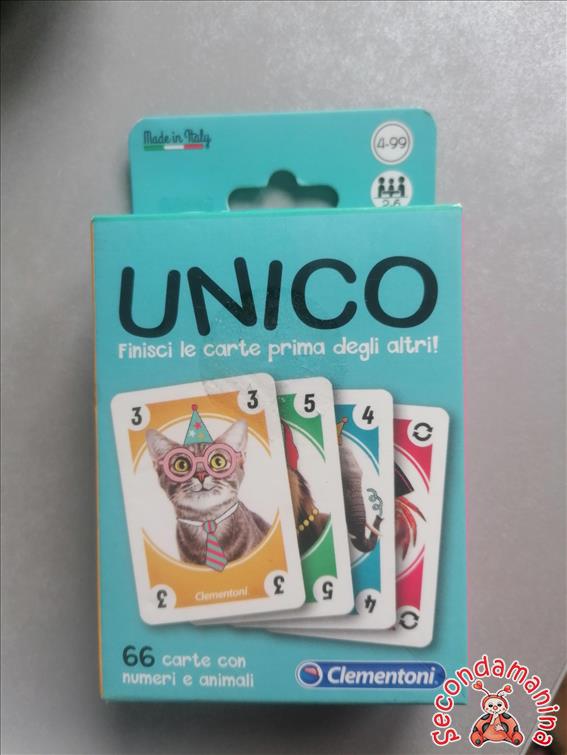 Made in Italy
4-99
2-6
UNICO
Finisci le carte prima degli altri!
3 3
5
4
Clementoni
3 3
5
4
66 carte con
numeri e animali
Clementoni
secondamanina